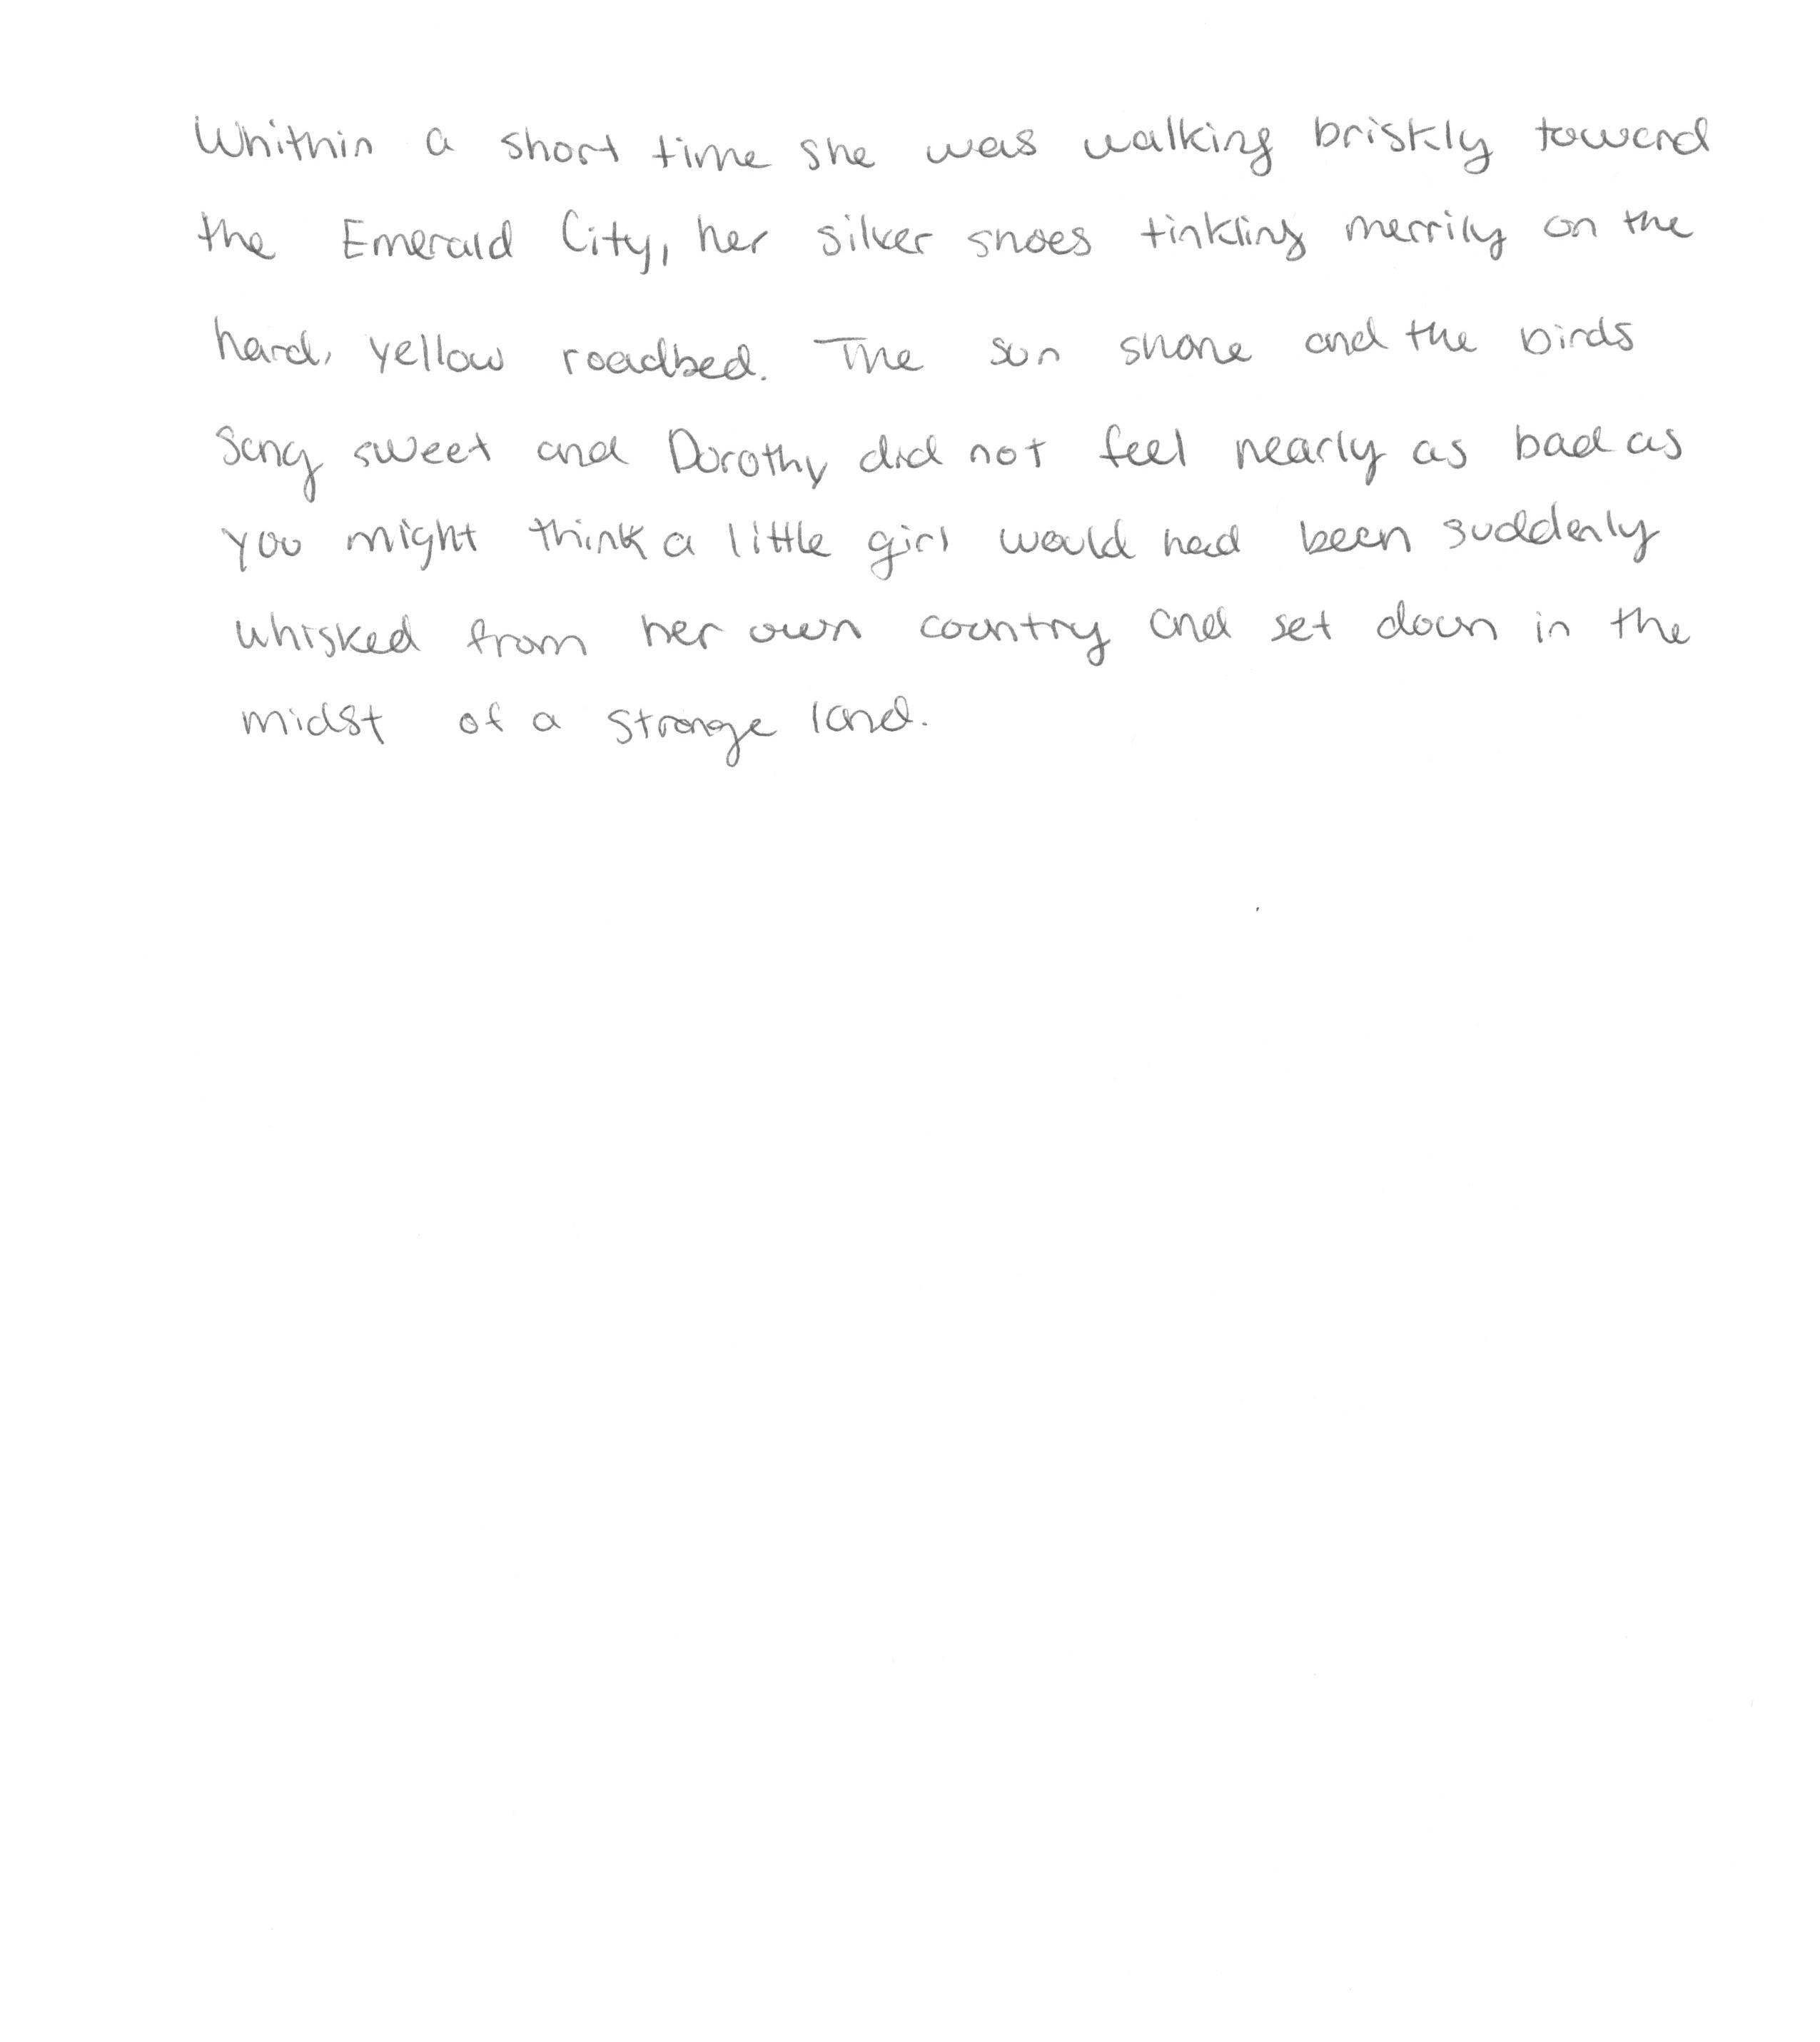 Whithin a short time she was walking briskly toward
the Emerald City, her silver shoes tinkling merrily on the
hard, yellow roadbed. The sun shone and the birds
sang sweet and Dorothy did not feel nearly as bad as
you might think a little girl would had been suddenly
whisked from her own country and set down in the
midst of a strange land.